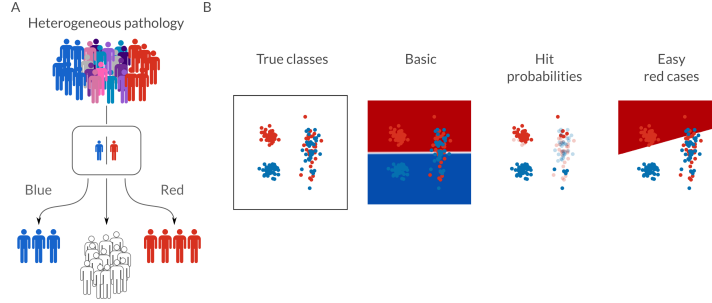 A
Heterogeneous pathology
Blue
Red
B
True classes
Basic
Hit
probabilities
Easy
red cases